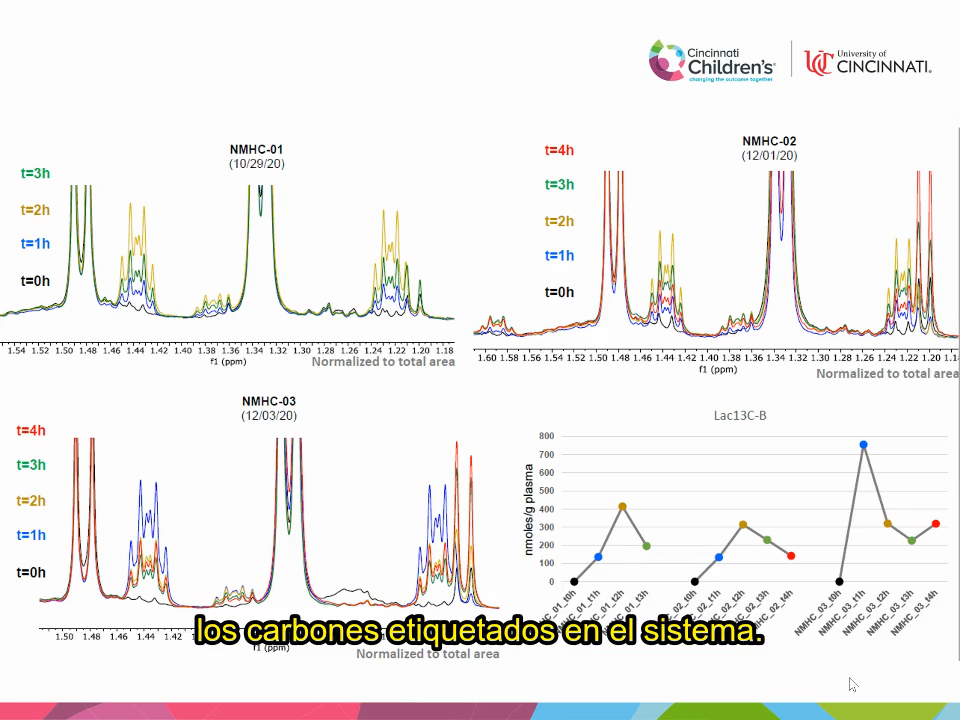 Cincinnati
Children's
changing the outcome together
University of
CINCINNATI
NMHC-01
(10/29/20)
t=3h
t=2h
t=1h
t=0h
1.54 1.52 1.50 1.48 1.46 1.44 1.42 1.40 1.38 1.36 1.34 1.32 1.30 1.28 1.26 1.24 1.22 1.20 1.18
f1 (ppm)
Normalized to total area
NMHC-02
(12/01/20)
t=4h
t=3h
t=2h
t=1h
t=0h
1.60 1.58 1.56 1.54 1.52 1.50 1.48 1.46 1.44 1.42 1.40 1.38 1.36 1.34 1.32 1.30 1.28 1.26 1.24 1.22 1.20 1.18
f1 (ppm)
Normalized to total area
NMHC-03
(12/03/20)
t=4h
t=3h
t=2h
t=1h
t=0h
1.50 1.48 1.46 1.44 1.42 1.40
f1 (ppm)
Normalized to total area
Lac13C-B
nmoles/g plasma
800
700
600
500
400
300
200
100
0
NMHC_03_t0h
NMHC_03_t1h
NMHC_03_t2h
NMHC_03_t3h
NMHC_03_t4h
los carbones etiquetados en el sistema.